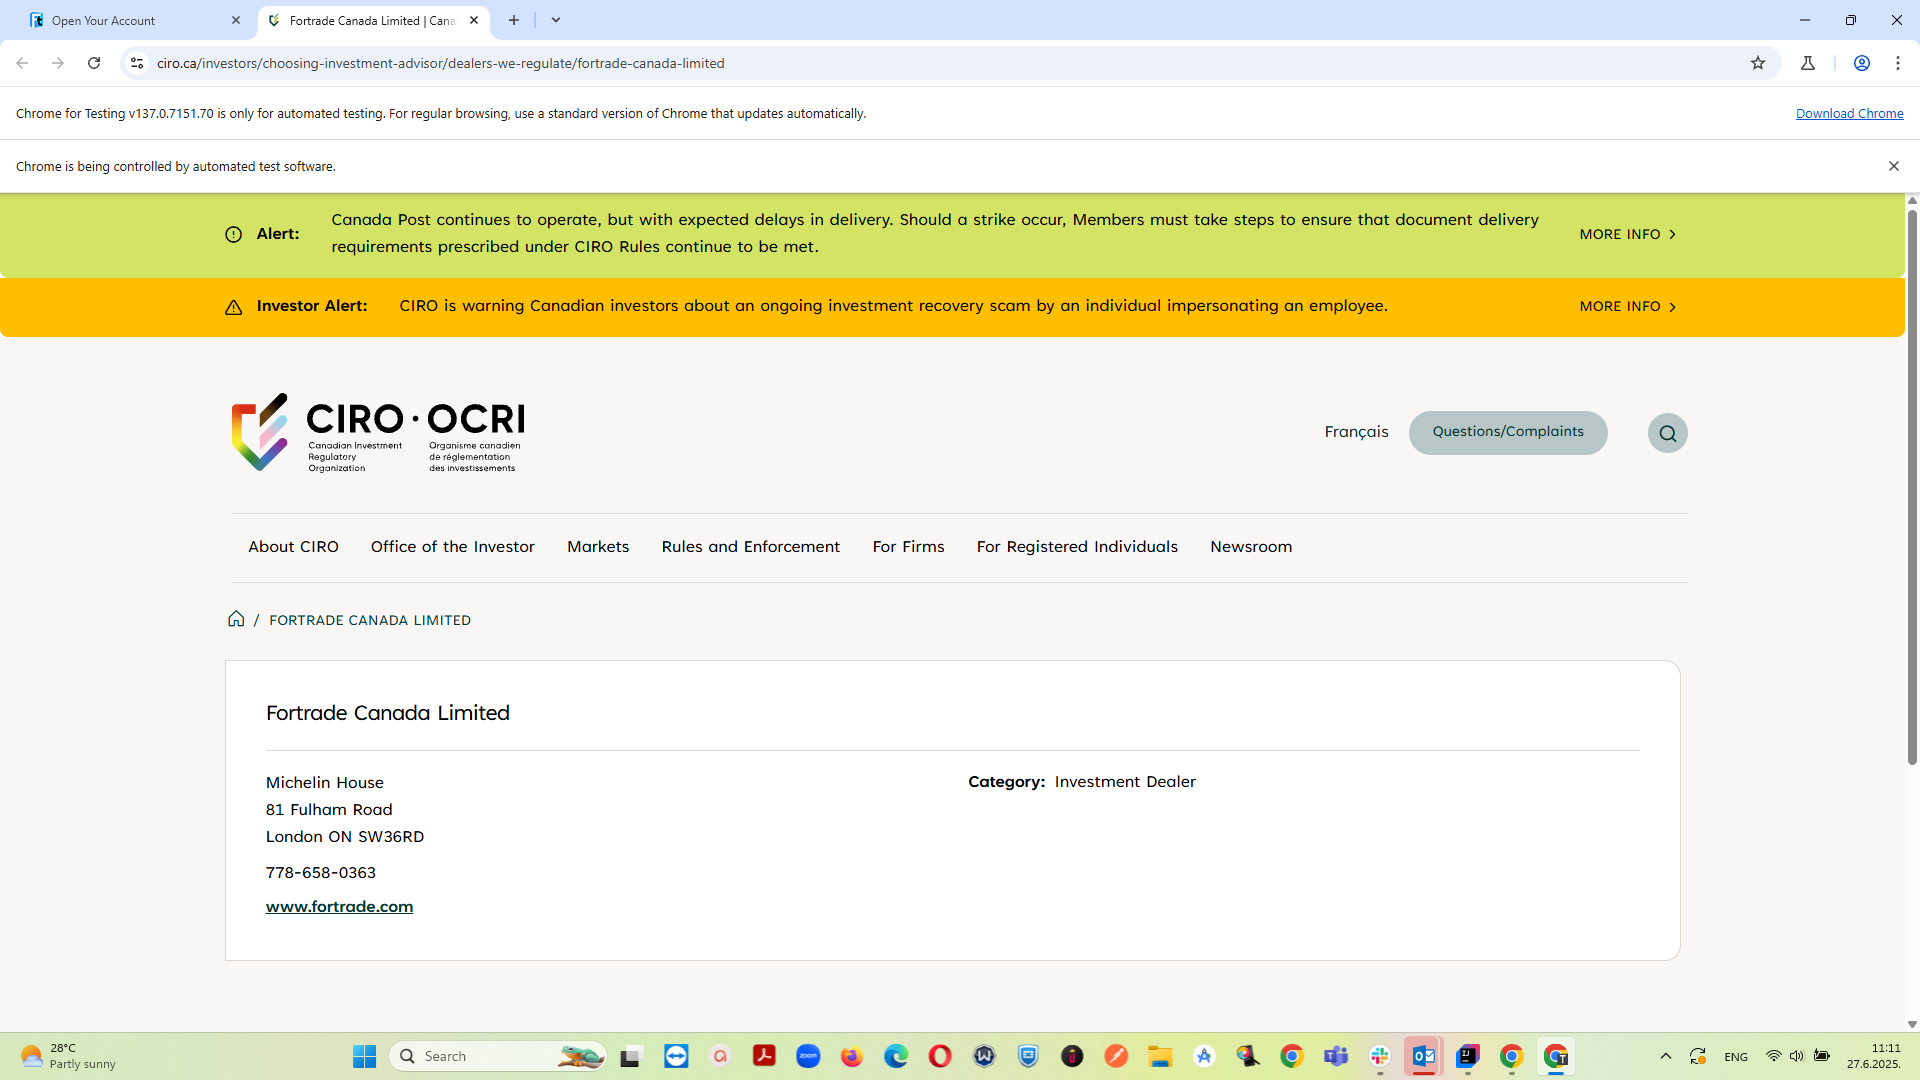 Open Your Account
Fortrade Canada Limited | Cana
ciro.ca/investors/choosing-investment-advisor/dealers-we-regulate/fortrade-canada-limited
Chrome for Testing v137.0.7151.70 is only for automated testing. For regular browsing, use a standard version of Chrome that updates automatically.
Download Chrome
Chrome is being controlled by automated test software.
Alert:
Canada Post continues to operate, but with expected delays in delivery. Should a strike occur, Members must take steps to ensure that document delivery
requirements prescribed under CIRO Rules continue to be met.
MORE INFO
Investor Alert:
CIRO is warning Canadian investors about an ongoing investment recovery scam by an individual impersonating an employee.
MORE INFO
CIRO · OCRI
Canadian Investment
Regulatory
Organization
Organisme canadien
de réglementation
des investissements
Français
Questions/Complaints
About CIRO
Office of the Investor
Markets
Rules and Enforcement
For Firms
For Registered Individuals
Newsroom
/ FORTRADE CANADA LIMITED
Fortrade Canada Limited
Michelin House
81 Fulham Road
London ON SW36RD
778-658-0363
www.fortrade.com
Category: Investment Dealer
28°C
Partly sunny
Search
zoom
ENG
11:11
27.6.2025.